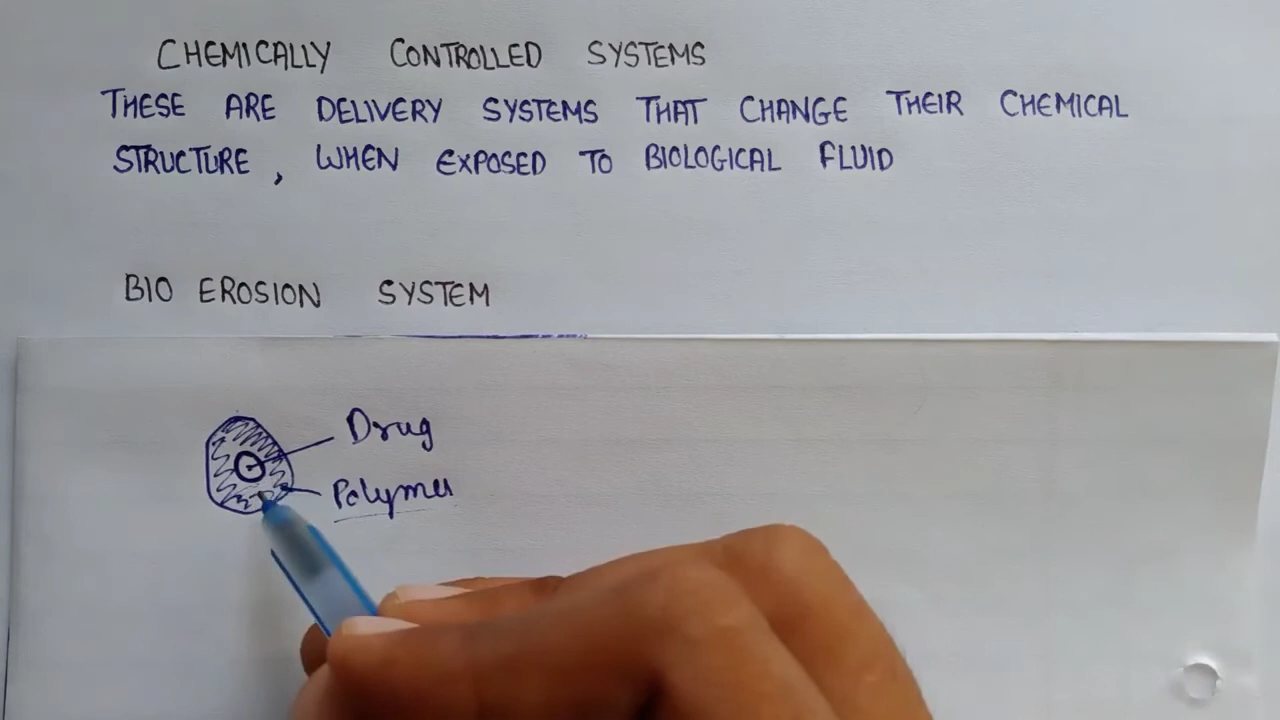 CHEMICALLY CONTROLLED SYSTEMS
THESE ARE DELIVERY SYSTEMS THAT CHANGE THEIR CHEMICAL
STRUCTURE, WHEN EXPOSED TO BIOLOGICAL FLUID
BIO EROSION SYSTEM
Drug
Polymer